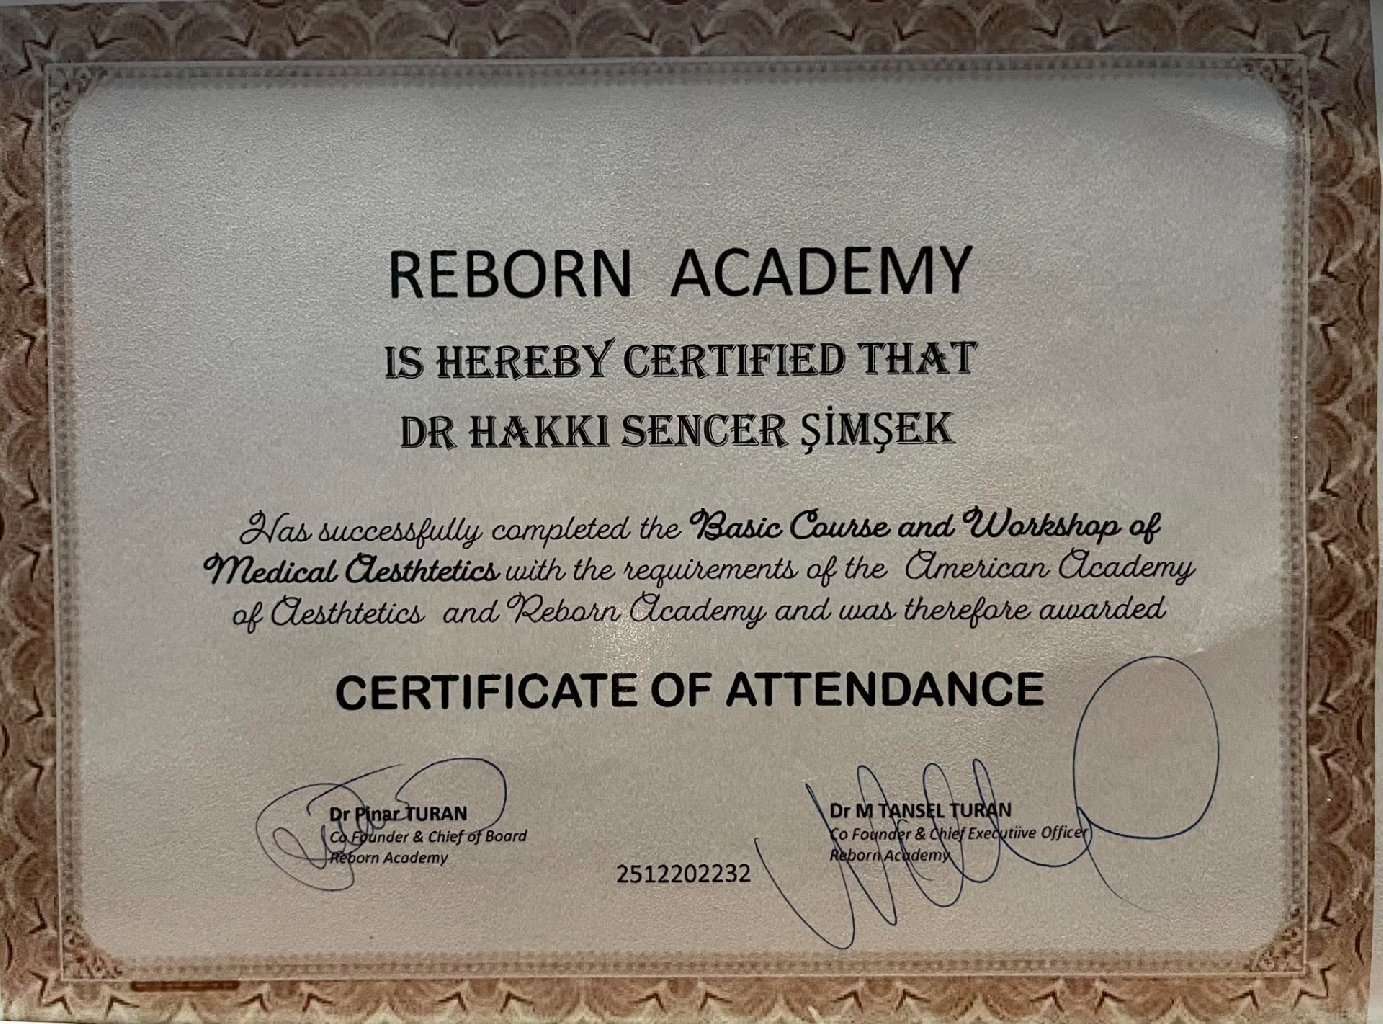 REBORN ACADEMY
IS HEREBY CERTIFIED THAT
DR HAKKI SENCER ŞİMŞEK
Has successfully completed the Basic Course and Workshop of
Medical Aesthtetics with the requirements of the American Academy
of Aesthtetics and Reborn Academy and was therefore awarded
CERTIFICATE OF ATTENDANCE
Dr Pinar TURAN
Co Founder & Chief of Board
Reborn Academy
2512202232
Dr M TANSEL TURAN
Co Founder & Chief Executiive Officer
Reborn Academy